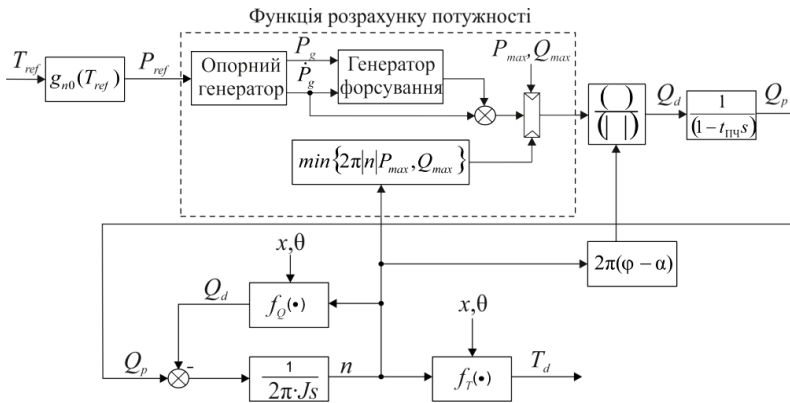 Функція розрахунку потужності
T_ref
g_n0(T_ref)
P_ref
Опорний
генератор
P_g
Ṗ_g
Генератор
форсування
P_max, Q_max
min{2π|n|P_max, Q_max}
( )
(| |)
Q_d
1
(1− t_ПЧ s)
Q_p
2π(φ − α)
x,θ
f_Q(•)
Q_d
Q_p
-
1
2π·Js
n
x,θ
f_T(•)
T_d